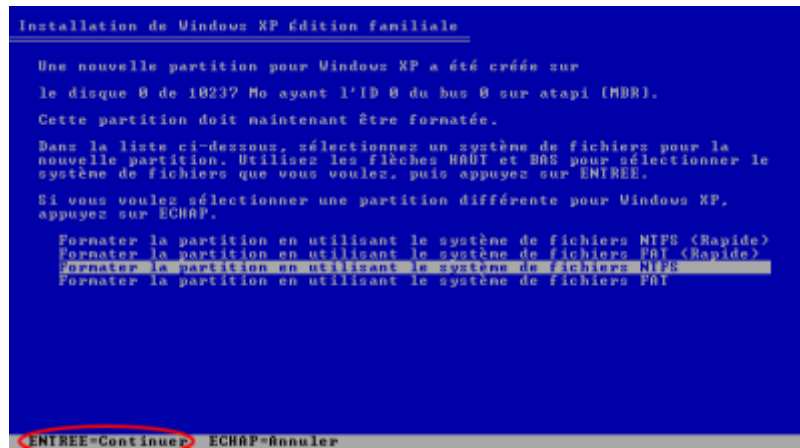 Installation de Windows XP Édition familiale
Une nouvelle partition pour Windows XP a été créée sur
le disque 0 de 10237 Mo ayant l'ID 0 du bus 0 sur atapi [MBR].
Cette partition doit maintenant être formatée.
Dans la liste ci-dessous, sélectionnez un système de fichiers pour la
nouvelle partition. Utilisez les flèches HAUT et BAS pour sélectionner le
système de fichiers que vous voulez, puis appuyez sur ENTREE.
Si vous voulez sélectionner une partition différente pour Windows XP,
appuyez sur ECHAP.
Formater la partition en utilisant le système de fichiers NTFS (Rapide)
Formater la partition en utilisant le système de fichiers FAT (Rapide)
Formater la partition en utilisant le système de fichiers NTFS
Formater la partition en utilisant le système de fichiers FAT
ENTREE=Continuer ECHAP=Annuler